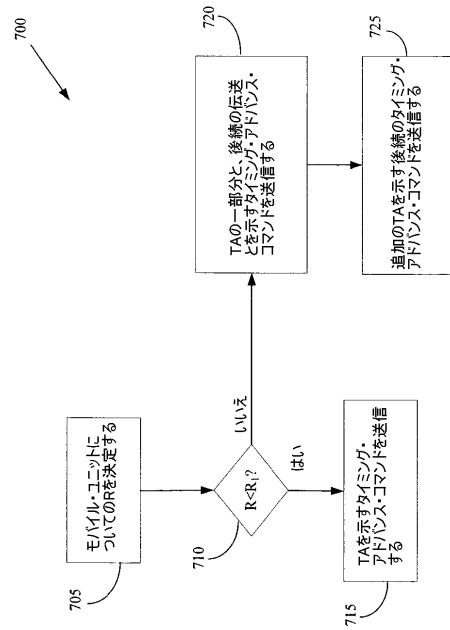 700
705
モバイル・ユニットに
ついてのRを決定する
710
R<R₁?
いいえ
はい
715
TAを示すタイミング・
アドバンス・コマンドを送信
する
720
TAの一部分と、後続の伝送
とを示すタイミング・アドバンス・
コマンドを送信する
725
追加のTAを示す後続のタイミング・
アドバンス・コマンドを送信する